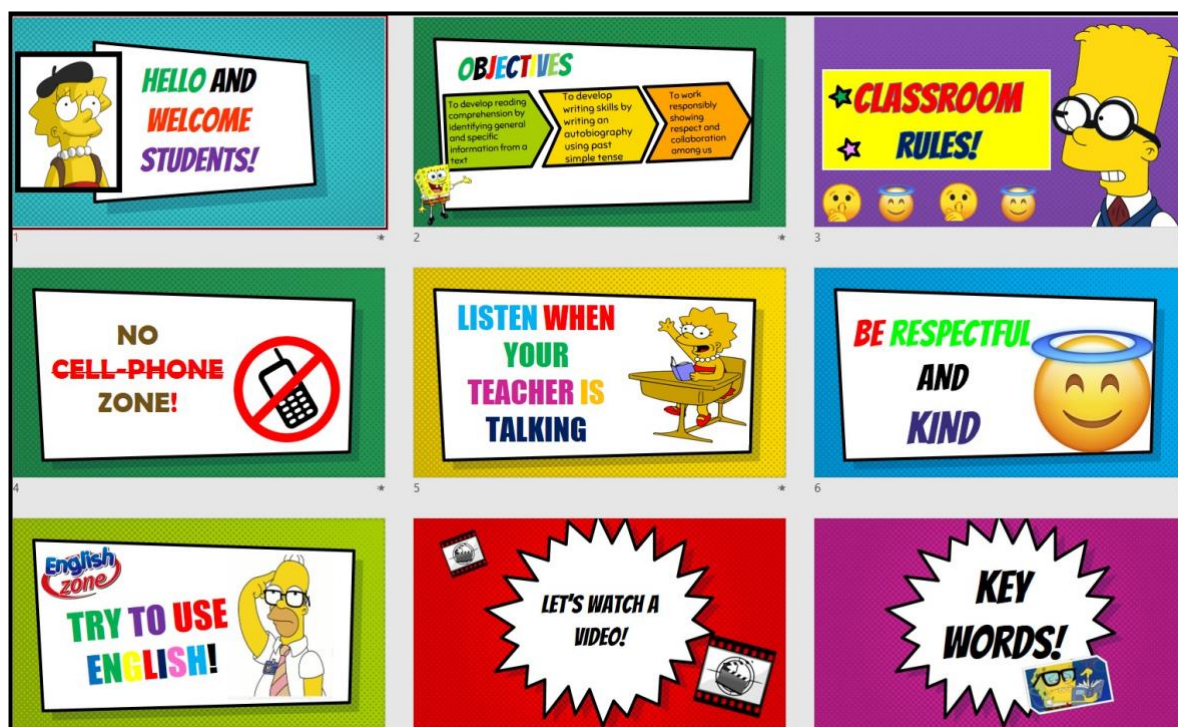 HELLO AND
WELCOME
STUDENTS!
1
OBJECTIVES
To develop reading
comprehension by
identifying general
and specific
information from a
text
To develop
writing skills by
writing an
autobiography
using past
simple tense
To work
responsibly
showing
respect and
collaboration
among us
2
CLASSROOM
RULES!
3
NO
CELL-PHONE
ZONE!
4
LISTEN WHEN
YOUR
TEACHER IS
TALKING
5
BE RESPECTFUL
AND
KIND
6
English
zone
TRY TO USE
ENGLISH!
LET'S WATCH A
VIDEO!
KEY
WORDS!